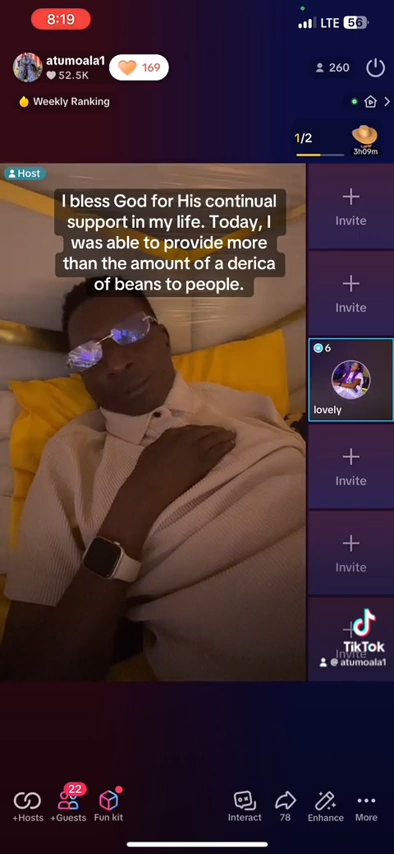 8:19
LTE 56
atumoala1
52.5K
169
260
Weekly Ranking
1/2
3h09m
Host
I bless God for His continual
support in my life. Today, I
was able to provide more
than the amount of a derica
of beans to people.
Invite
Invite
6
lovely
Invite
Invite
Invite
TikTok
@atumoala1
22
+Hosts
+Guests
Fun kit
Interact
78
Enhance
More